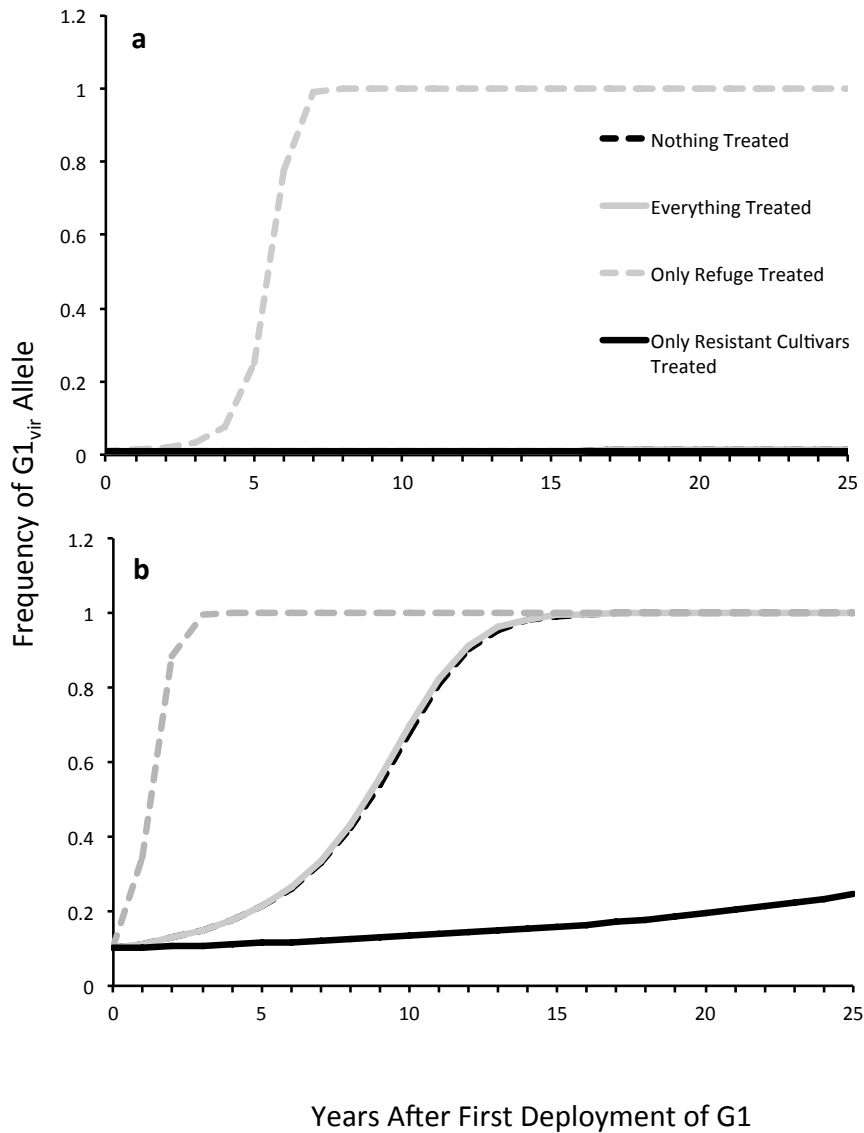 a
1.2
1
0.8
0.6
0.4
0.2
0
0 5 10 15 20 25
Nothing Treated
Everything Treated
Only Refuge Treated
Only Resistant Cultivars
Treated
Frequency of G1vir Allele
b
1.2
1
0.8
0.6
0.4
0.2
0
0 5 10 15 20 25
Years After First Deployment of G1